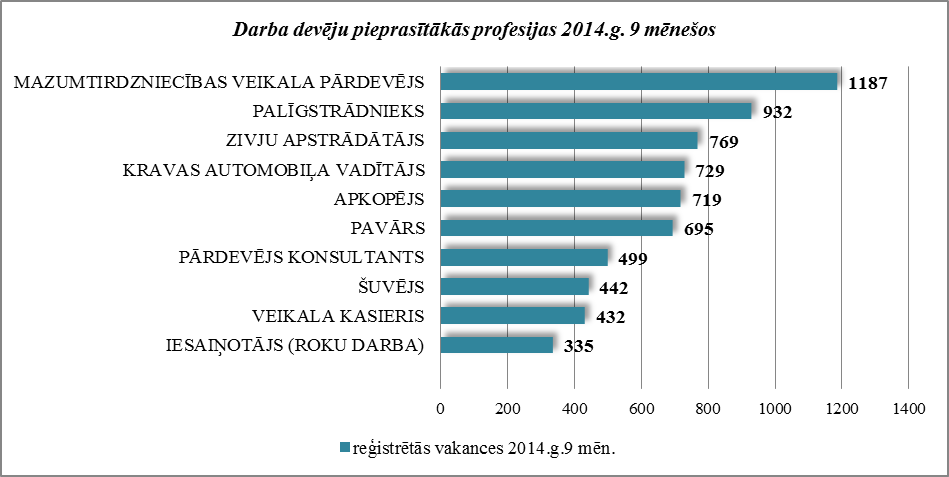 Darba devēju pieprasītākās profesijas 2014.g. 9 mēnešos
MAZUMTIRDZNIECĪBAS VEIKALA PĀRDEVĒJS 1187
PALĪGSTRĀDNIEKS 932
ZIVJU APSTRĀDĀTĀJS 769
KRAVAS AUTOMOBIĻA VADĪTĀJS 729
APKOPĒJS 719
PAVĀRS 695
PĀRDEVĒJS KONSULTANTS 499
ŠUVĒJS 442
VEIKALA KASIERIS 432
IESAIŅOTĀJS (ROKU DARBA) 335
0 200 400 600 800 1000 1200 1400
reģistrētās vakances 2014.g.9 mēn.